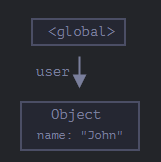 <global>
user
Object
name: "John"